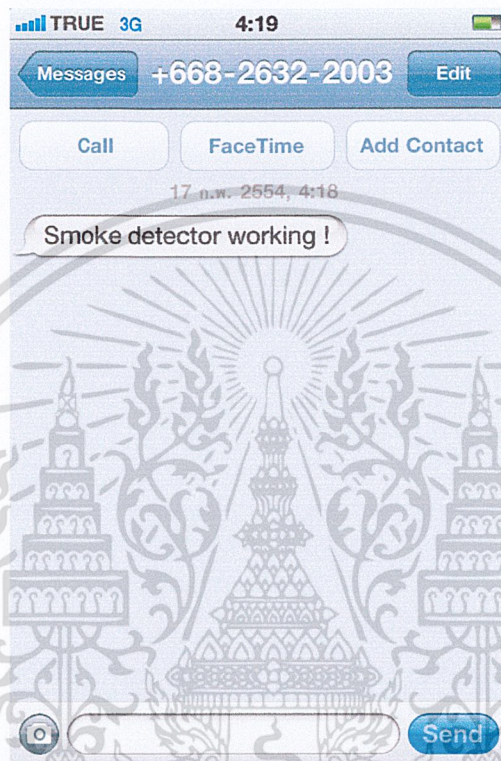 TRUE 3G 4:19
Messages +668-2632-2003 Edit
Call FaceTime Add Contact
17 ก.พ. 2554, 4:18
Smoke detector working !
Send